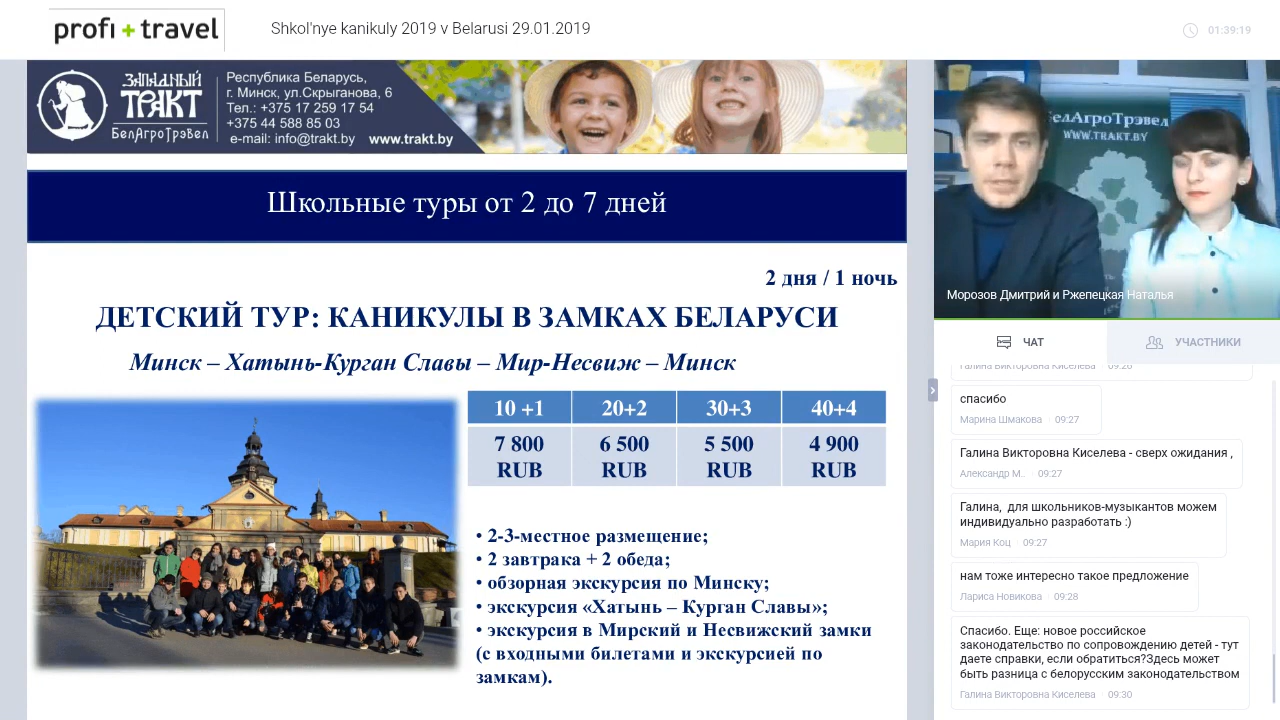 profi + travel
Shkol'nye kanikuly 2019 v Belarusi 29.01.2019
01:39:19
ЗАПАДНЫЙ
ТРАКТ
БелАгроТрэвел
Республика Беларусь,
г. Минск, ул.Скрыганова, 6
Тел.: +375 17 259 17 54
+375 44 588 85 03
e-mail: info@trakt.by www.trakt.by
Школьные туры от 2 до 7 дней
2 дня / 1 ночь
ДЕТСКИЙ ТУР: КАНИКУЛЫ В ЗАМКАХ БЕЛАРУСИ
Минск – Хатынь-Курган Славы – Мир-Несвиж – Минск
10 +1 20+2 30+3 40+4
7 800 6 500 5 500 4 900
RUB RUB RUB RUB
• 2-3-местное размещение;
• 2 завтрака + 2 обеда;
• обзорная экскурсия по Минску;
• экскурсия «Хатынь – Курган Славы»;
• экскурсия в Мирский и Несвижский замки
(с входными билетами и экскурсией по
замкам).
елАгроТрэвел
WWW.TRAKT.BY
Морозов Дмитрий и Ржепецкая Наталья
ЧАТ УЧАСТНИКИ
Галина Викторовна Киселева · 09:26
спасибо
Марина Шмакова · 09:27
Галина Викторовна Киселева - сверх ожидания ,
Александр М.. · 09:27
Галина, для школьников-музыкантов можем
индивидуально разработать :)
Мария Коц · 09:27
нам тоже интересно такое предложение
Лариса Новикова · 09:28
Спасибо. Еще: новое российское
законодательство по сопровождению детей - тут
даете справки, если обратиться?Здесь может
быть разница с белорусским законодательством
Галина Викторовна Киселева · 09:30